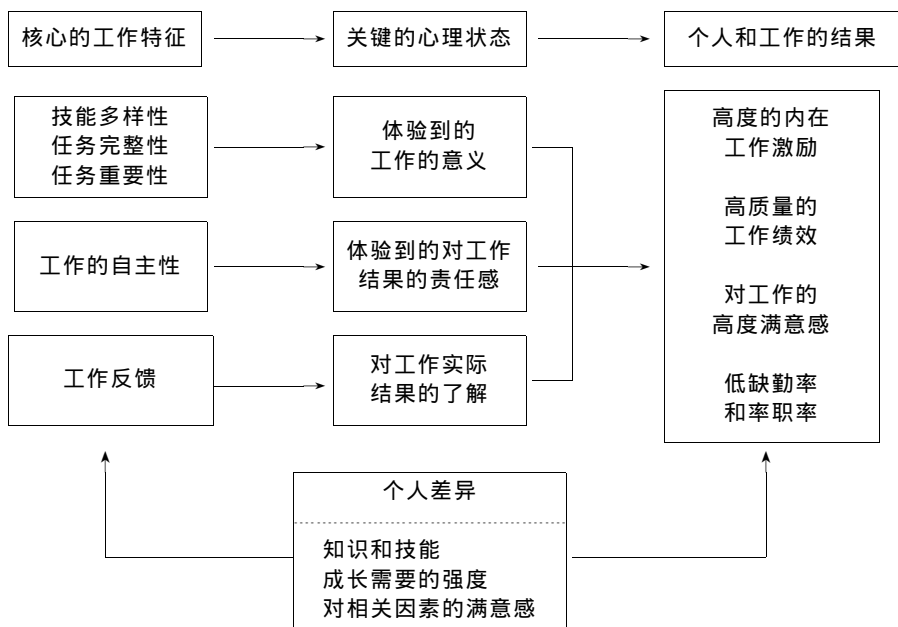 核心的工作特征
关键的心理状态
个人和工作的结果
技能多样性
任务完整性
任务重要性
体验到的
工作的意义
工作的自主性
体验到的对工作
结果的责任感
工作反馈
对工作实际
结果的了解
高度的内在
工作激励
高质量的
工作绩效
对工作的
高度满意感
低缺勤率
和率职率
个人差异
知识和技能
成长需要的强度
对相关因素的满意感